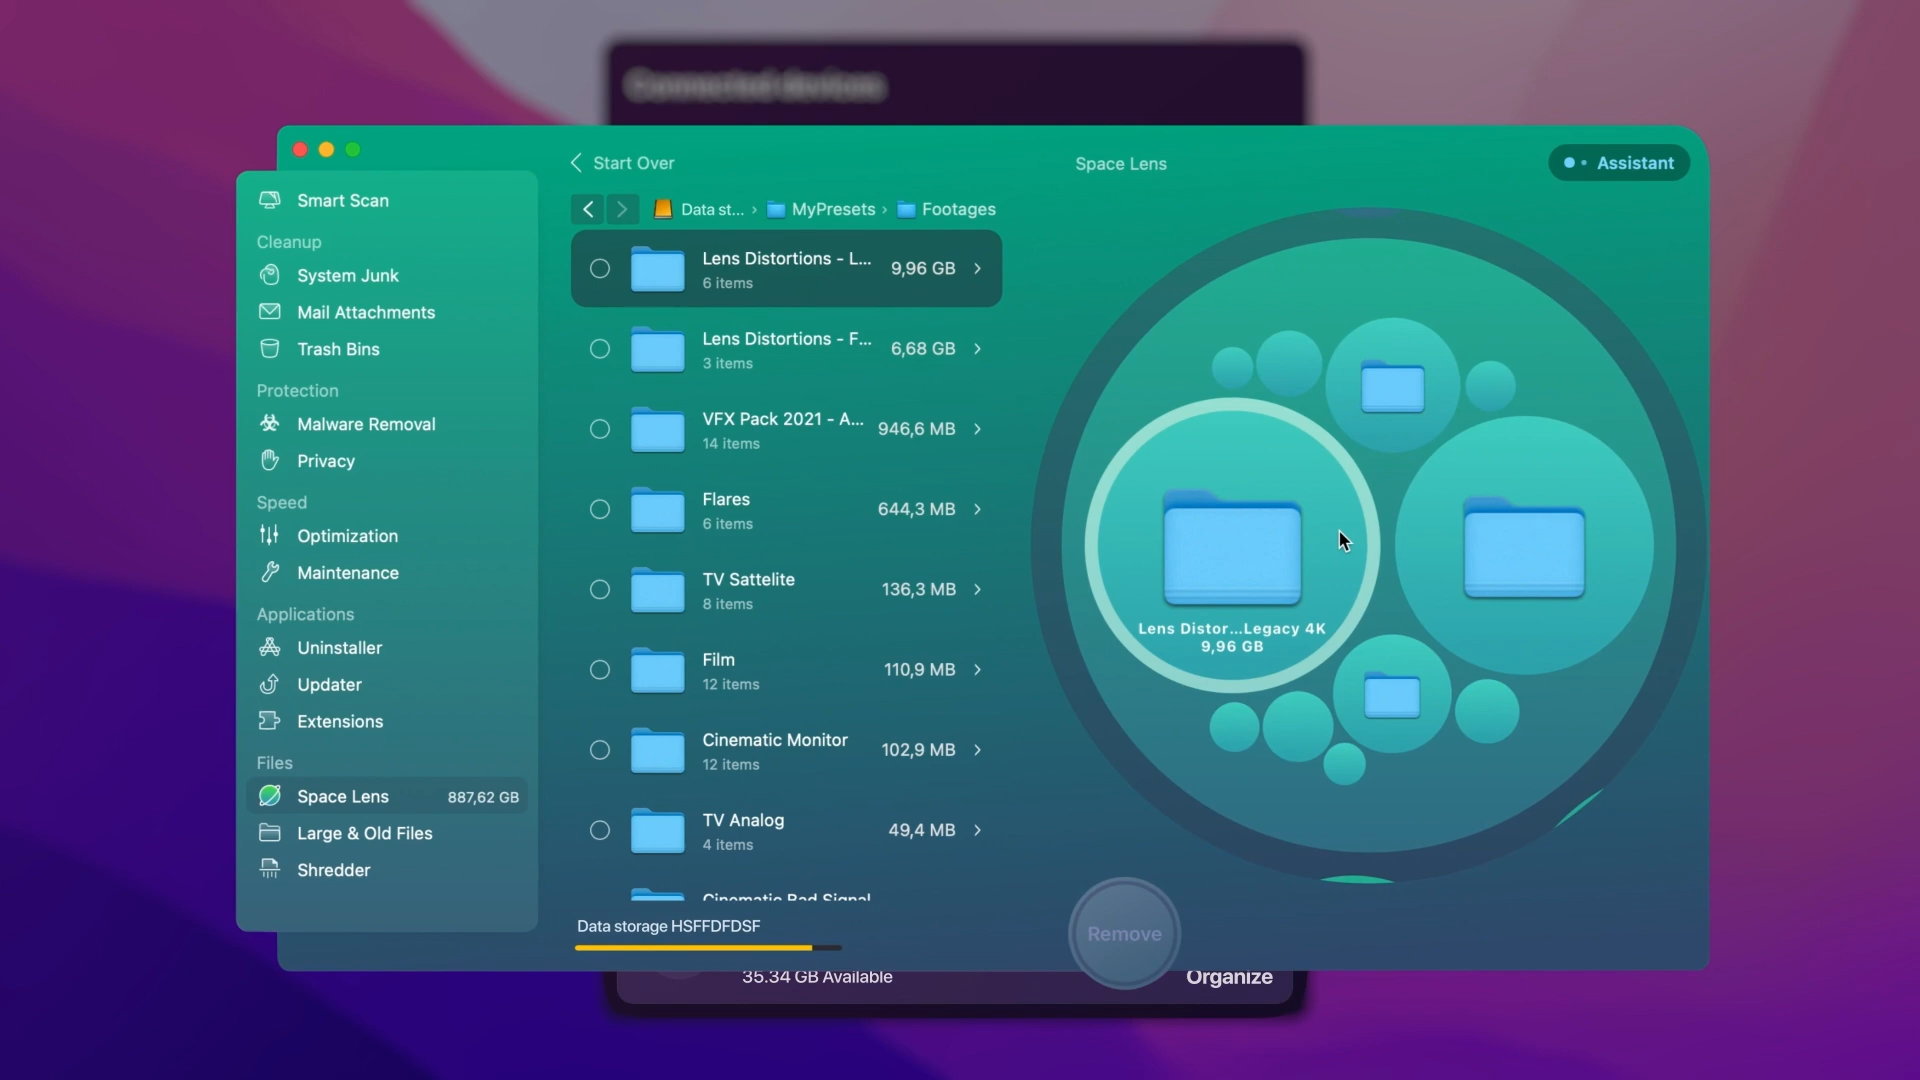 Connected devices
Start Over
Space Lens
Assistant
Smart Scan
Cleanup
System Junk
Mail Attachments
Trash Bins
Protection
Malware Removal
Privacy
Speed
Optimization
Maintenance
Applications
Uninstaller
Updater
Extensions
Files
Space Lens 887,62 GB
Large & Old Files
Shredder
Data st... › MyPresets › Footages
Lens Distortions - L... 9,96 GB
6 items
Lens Distortions - F... 6,68 GB
3 items
VFX Pack 2021 - A... 946,6 MB
14 items
Flares 644,3 MB
6 items
TV Sattelite 136,3 MB
8 items
Film 110,9 MB
12 items
Cinematic Monitor 102,9 MB
12 items
TV Analog 49,4 MB
4 items
Cinematic Bad Signal
Data storage HSFFDFDSF
Lens Distor...Legacy 4K
9,96 GB
Remove
35.34 GB Available
Organize